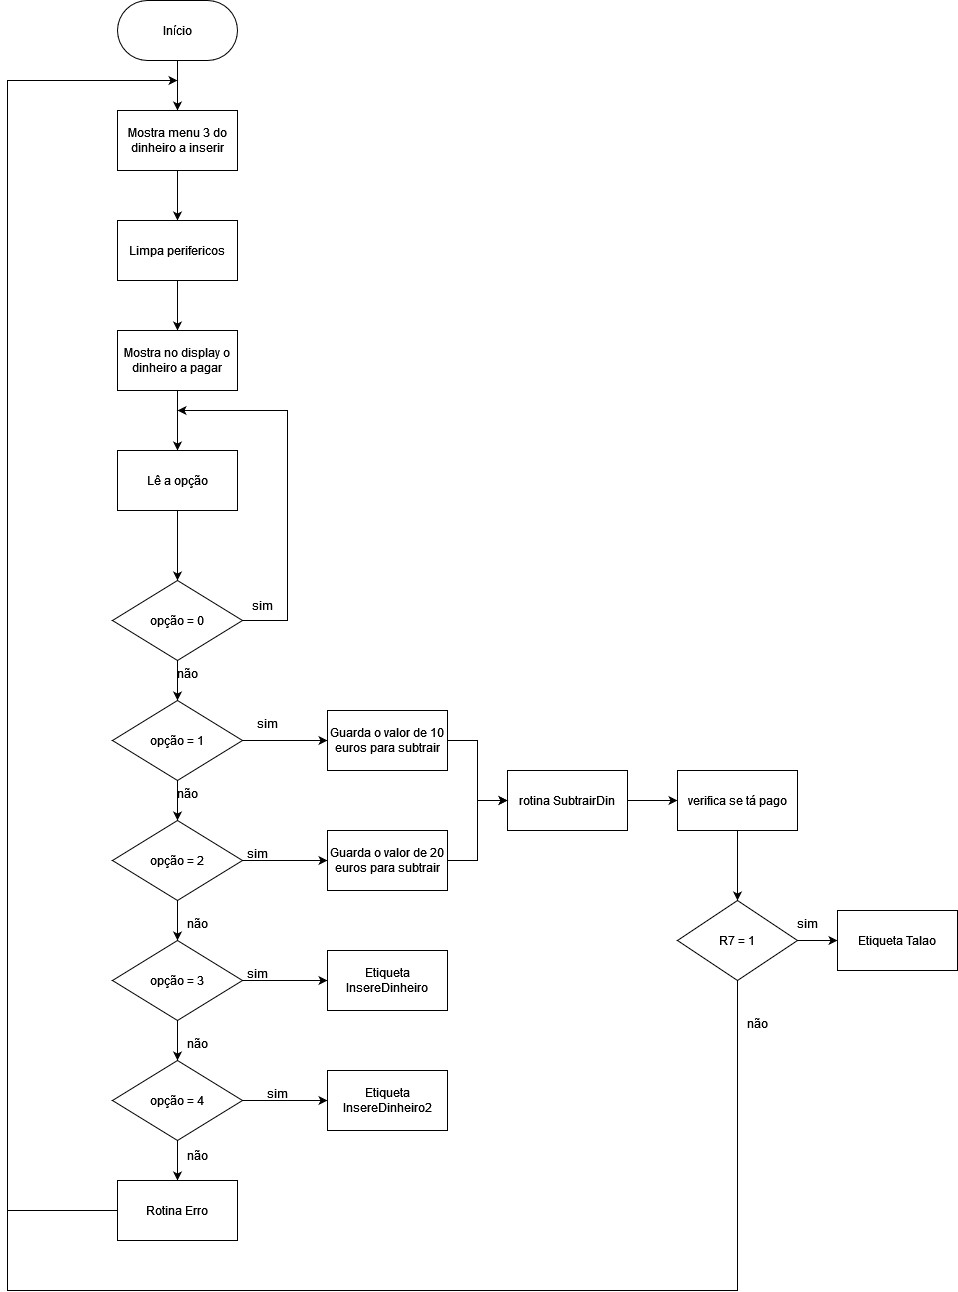 Início
Mostra menu 3 do
dinheiro a inserir
Limpa perifericos
Mostra no display o
dinheiro a pagar
Lê a opção
opção = 0
sim
não
opção = 1
sim
Guarda o valor de 10
euros para subtrair
não
opção = 2
sim
Guarda o valor de 20
euros para subtrair
rotina SubtrairDin
verifica se tá pago
R7 = 1
sim
Etiqueta Talao
não
não
opção = 3
sim
Etiqueta
InsereDinheiro
não
opção = 4
sim
Etiqueta
InsereDinheiro2
não
Rotina Erro